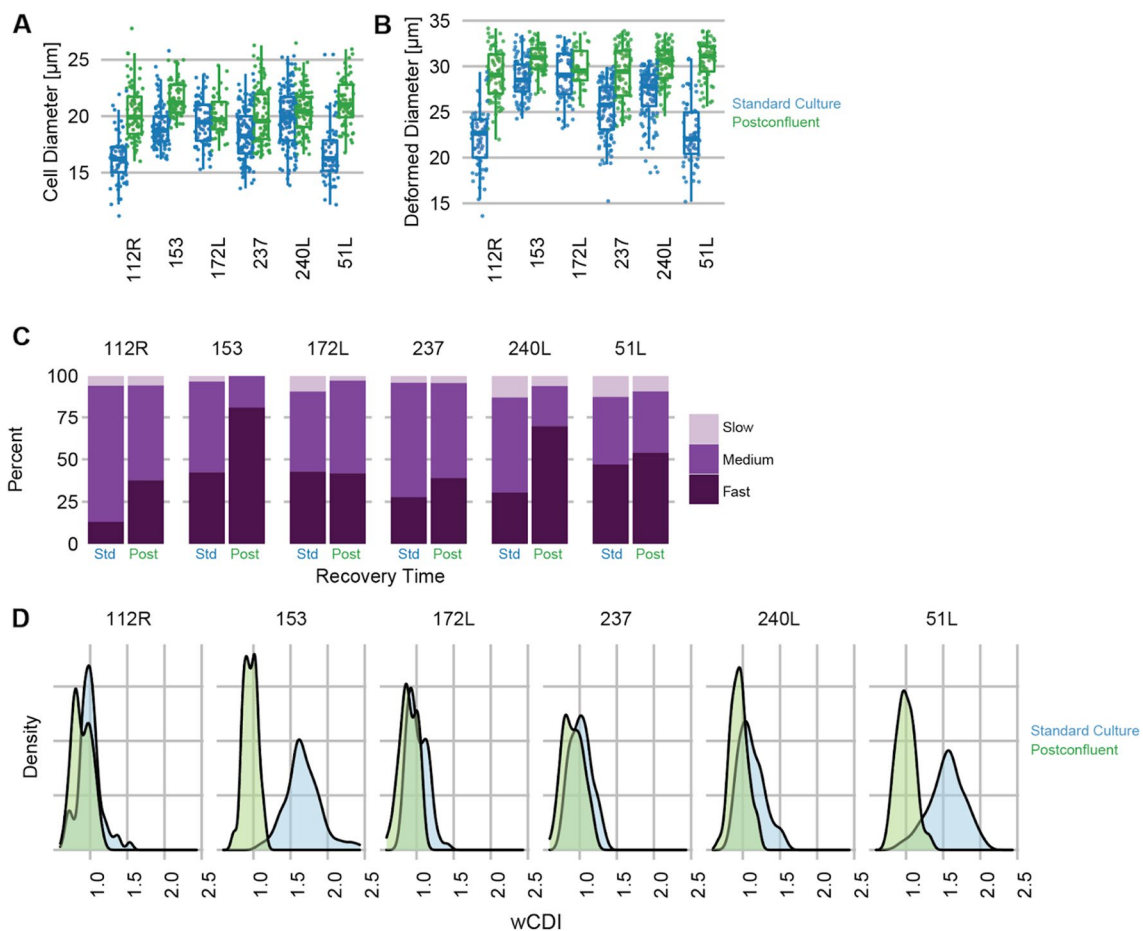 A
Cell Diameter [µm]
25
20
15
112R 153 172L 237 240L 51L
B
Deformed Diameter [µm]
35
30
25
20
15
112R 153 172L 237 240L 51L
Standard Culture
Postconfluent
C
112R 153 172L 237 240L 51L
Percent
100
75
50
25
0
Std Post Std Post Std Post Std Post Std Post Std Post
Recovery Time
Slow
Medium
Fast
D
112R 153 172L 237 240L 51L
Density
1.0 1.5 2.0 2.5 1.0 1.5 2.0 2.5 1.0 1.5 2.0 2.5 1.0 1.5 2.0 2.5 1.0 1.5 2.0 2.5 1.0 1.5 2.0 2.5
wCDI
Standard Culture
Postconfluent